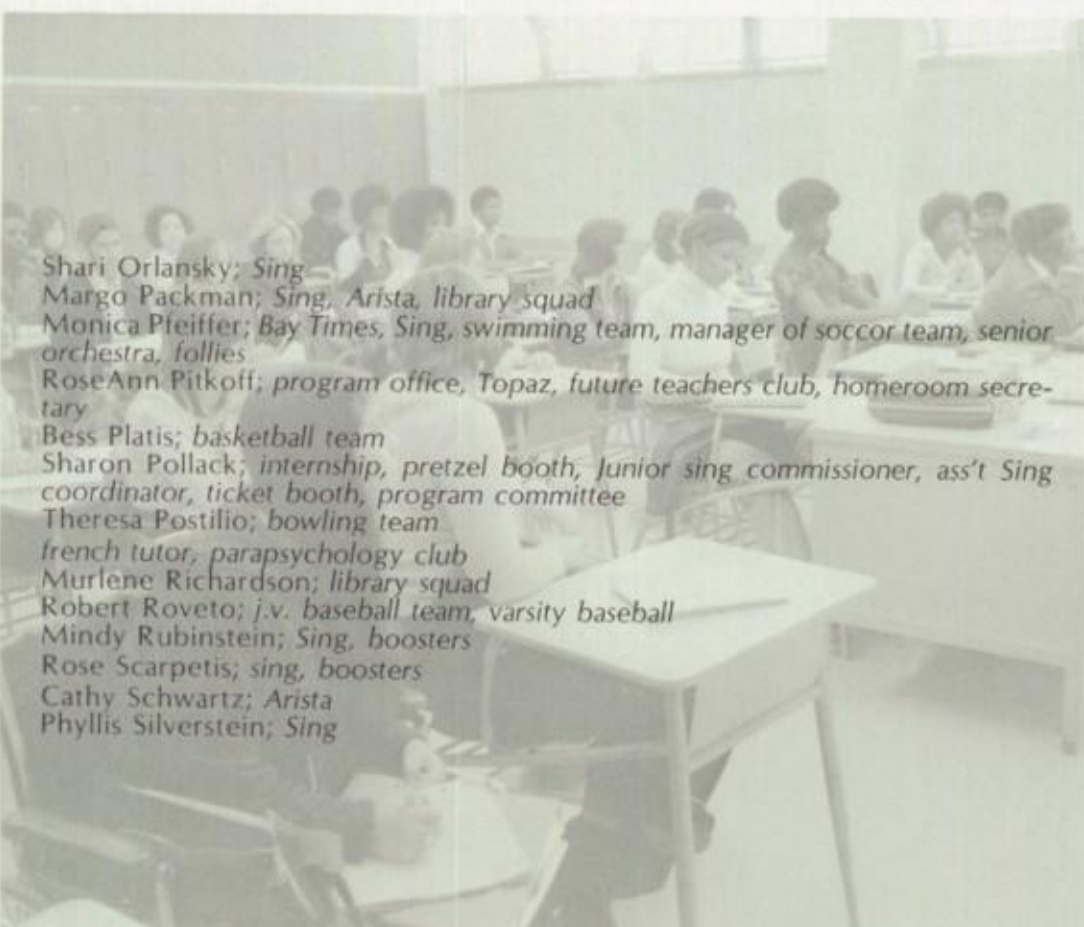 Shari Orlansky; Sing
Margo Packman; Sing, Arista, library squad
Monica Pfeiffer; Bay Times, Sing, swimming team, manager of soccor team, senior
orchestra, follies
RoseAnn Pitkoff; program office, Topaz, future teachers club, homeroom secre-
tary
Bess Platis; basketball team
Sharon Pollack; internship, pretzel booth, Junior sing commissioner, ass't Sing
coordinator, ticket booth, program committee
Theresa Postilio; bowling team
french tutor, parapsychology club
Murlene Richardson; library squad
Robert Roveto; j.v. baseball team, varsity baseball
Mindy Rubinstein; Sing, boosters
Rose Scarpetis; sing, boosters
Cathy Schwartz; Arista
Phyllis Silverstein; Sing